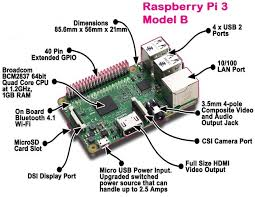 Raspberry Pi 3
Model B
Dimensions
85.6mm x 56mm x 21mm
4 x USB 2
Ports
40 Pin
Extended GPIO
10/100
LAN Port
Broadcom
BCM2837 64bit
Quad Core CPU
at 1.2GHz,
1GB RAM
3.5mm 4-pole
Composite Video
and Audio
Output Jack
On Board
Bluetooth 4.1
Wi-Fi
MicroSD
Card Slot
CSI Camera Port
Full Size HDMI
Video Output
DSI Display Port
Micro USB Power Input.
Upgraded switched
power source that can
handle up to 2.5 Amps